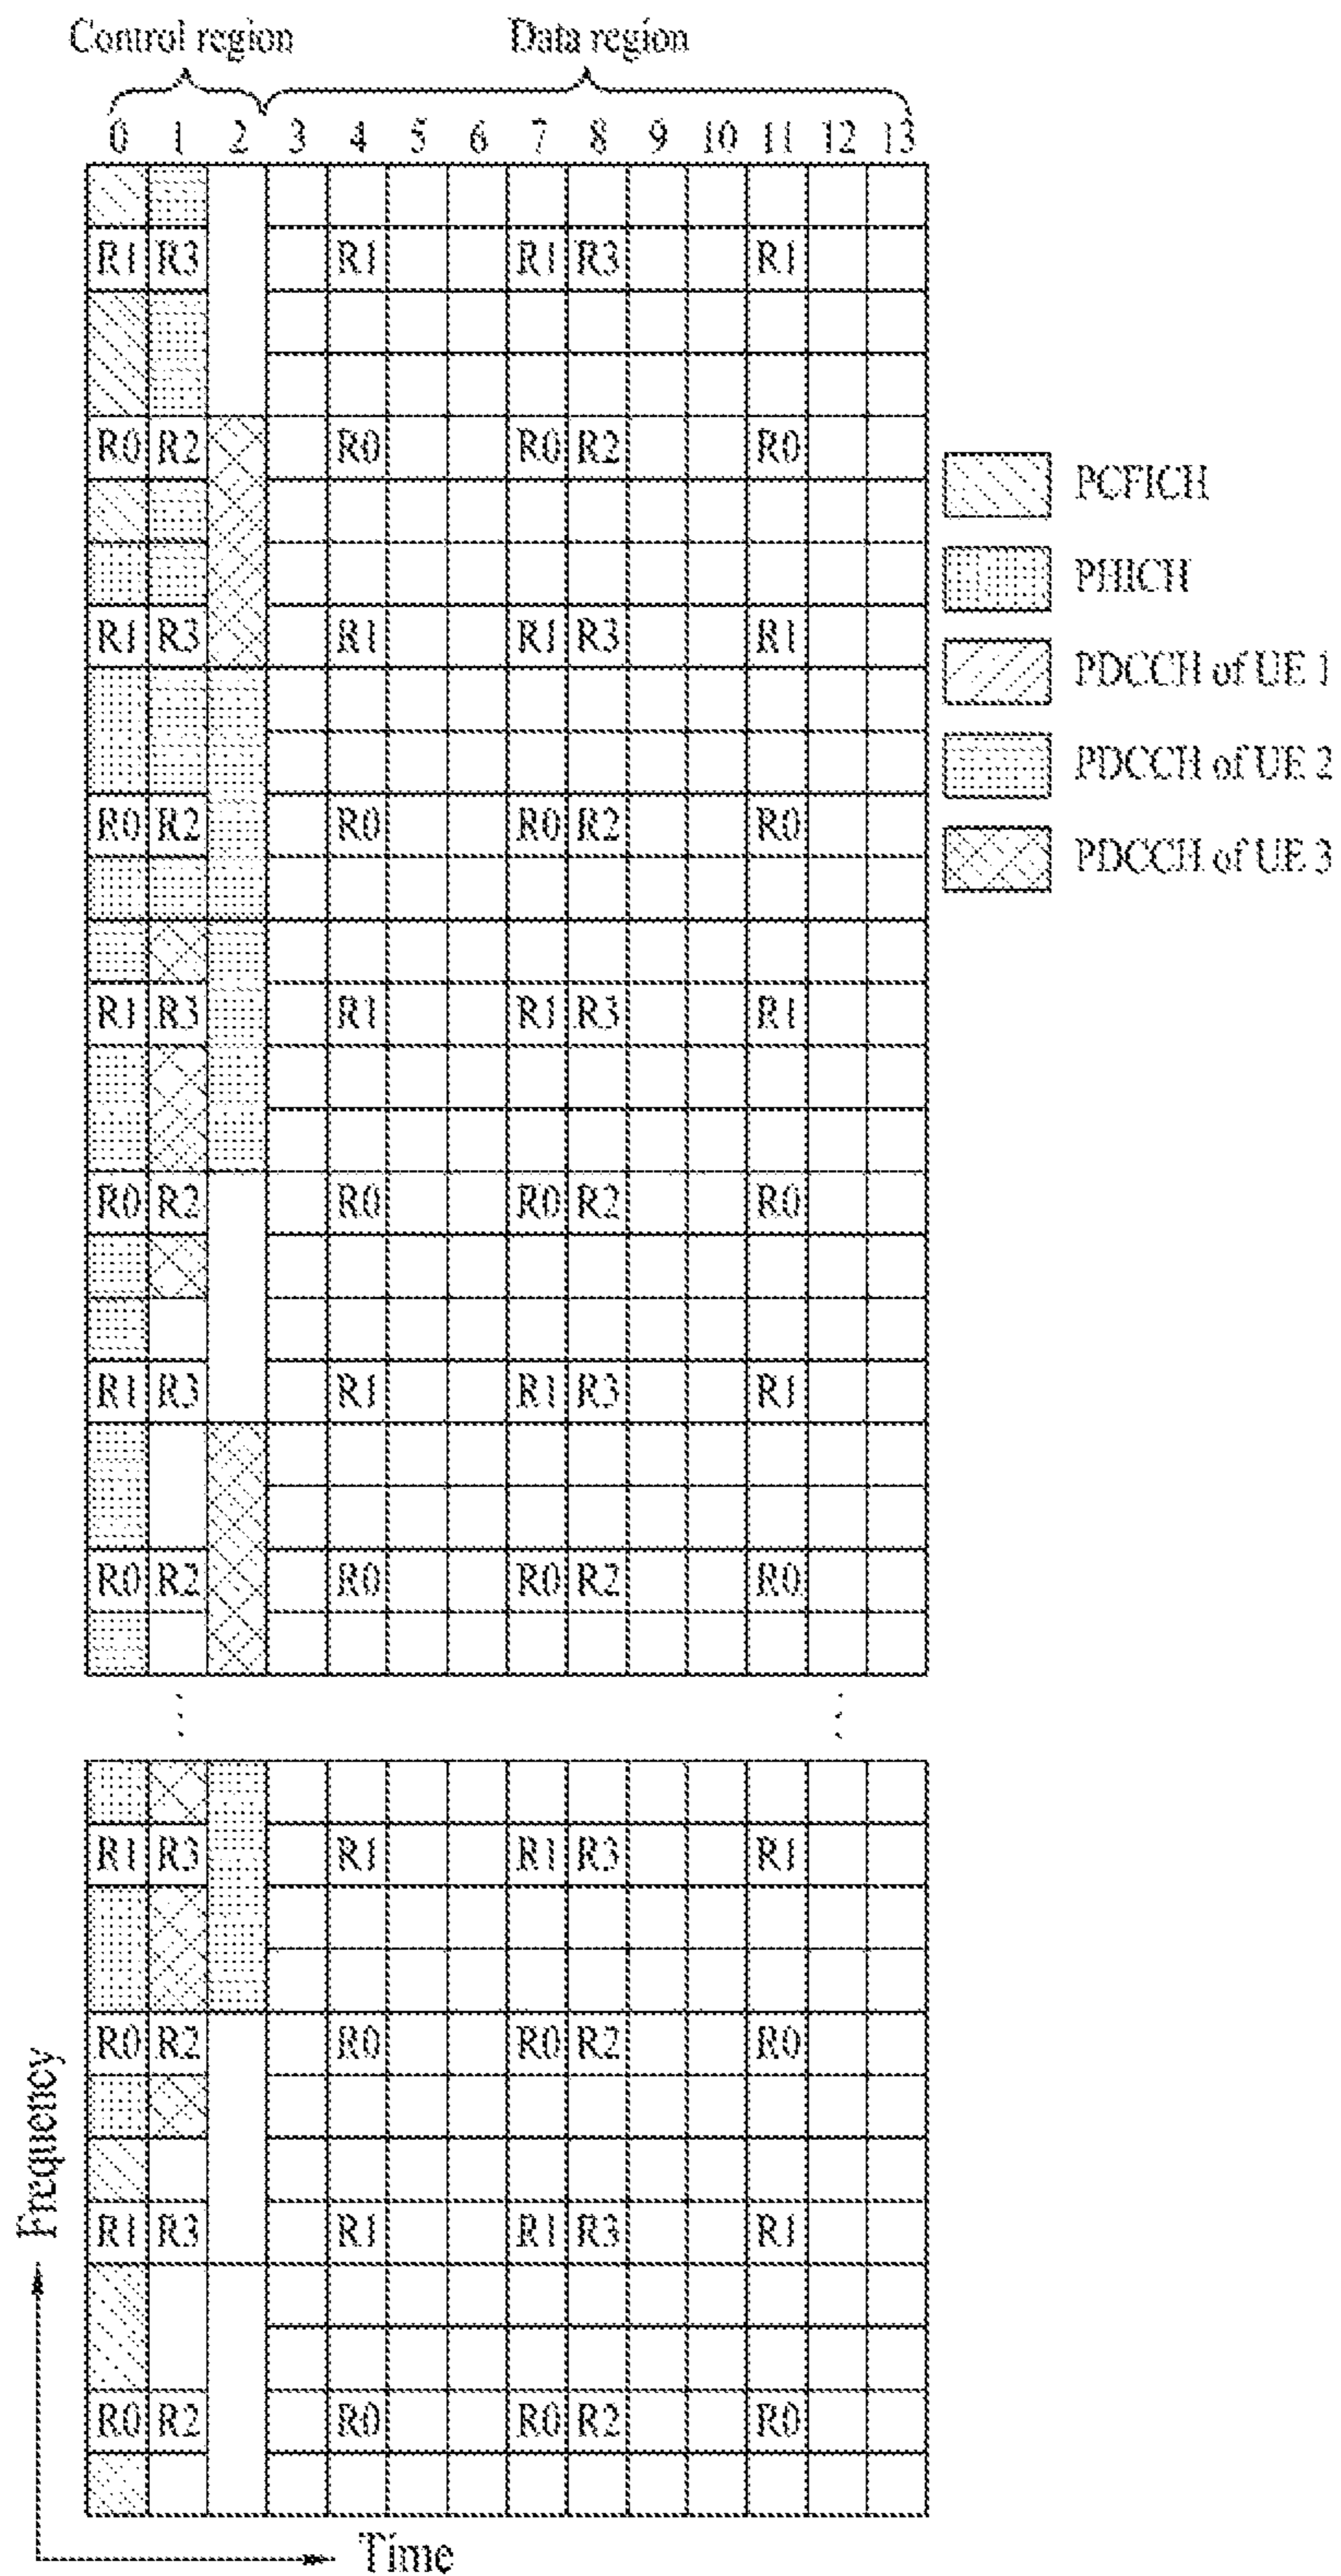 Control region Data region
0 1 2 3 4 5 6 7 8 9 10 11 12 13
R1 R3 R1 R1 R3 R1
R0 R2 R0 R0 R2 R0
PCFICH
PHICH
R1 R3 R1 R1 R3 R1
PDCCH of UE 1
PDCCH of UE 2
R0 R2 R0 R0 R2 R0
PDCCH of UE 3
R1 R3 R1 R1 R3 R1
R0 R2 R0 R0 R2 R0
R1 R3 R1 R1 R3 R1
R0 R2 R0 R0 R2 R0
R1 R3 R1 R1 R3 R1
R0 R2 R0 R0 R2 R0
R1 R3 R1 R1 R3 R1
R0 R2 R0 R0 R2 R0
Frequency
Time